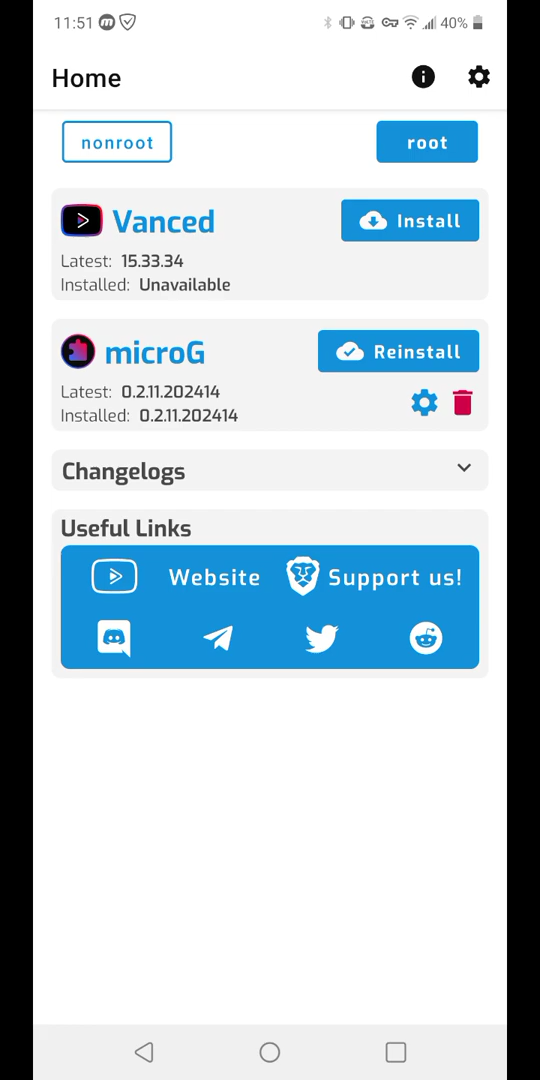 11:51 40%
Home
nonroot root
Vanced Install
Latest: 15.33.34
Installed: Unavailable
microG Reinstall
Latest: 0.2.11.202414
Installed: 0.2.11.202414
Changelogs
Useful Links
Website Support us!